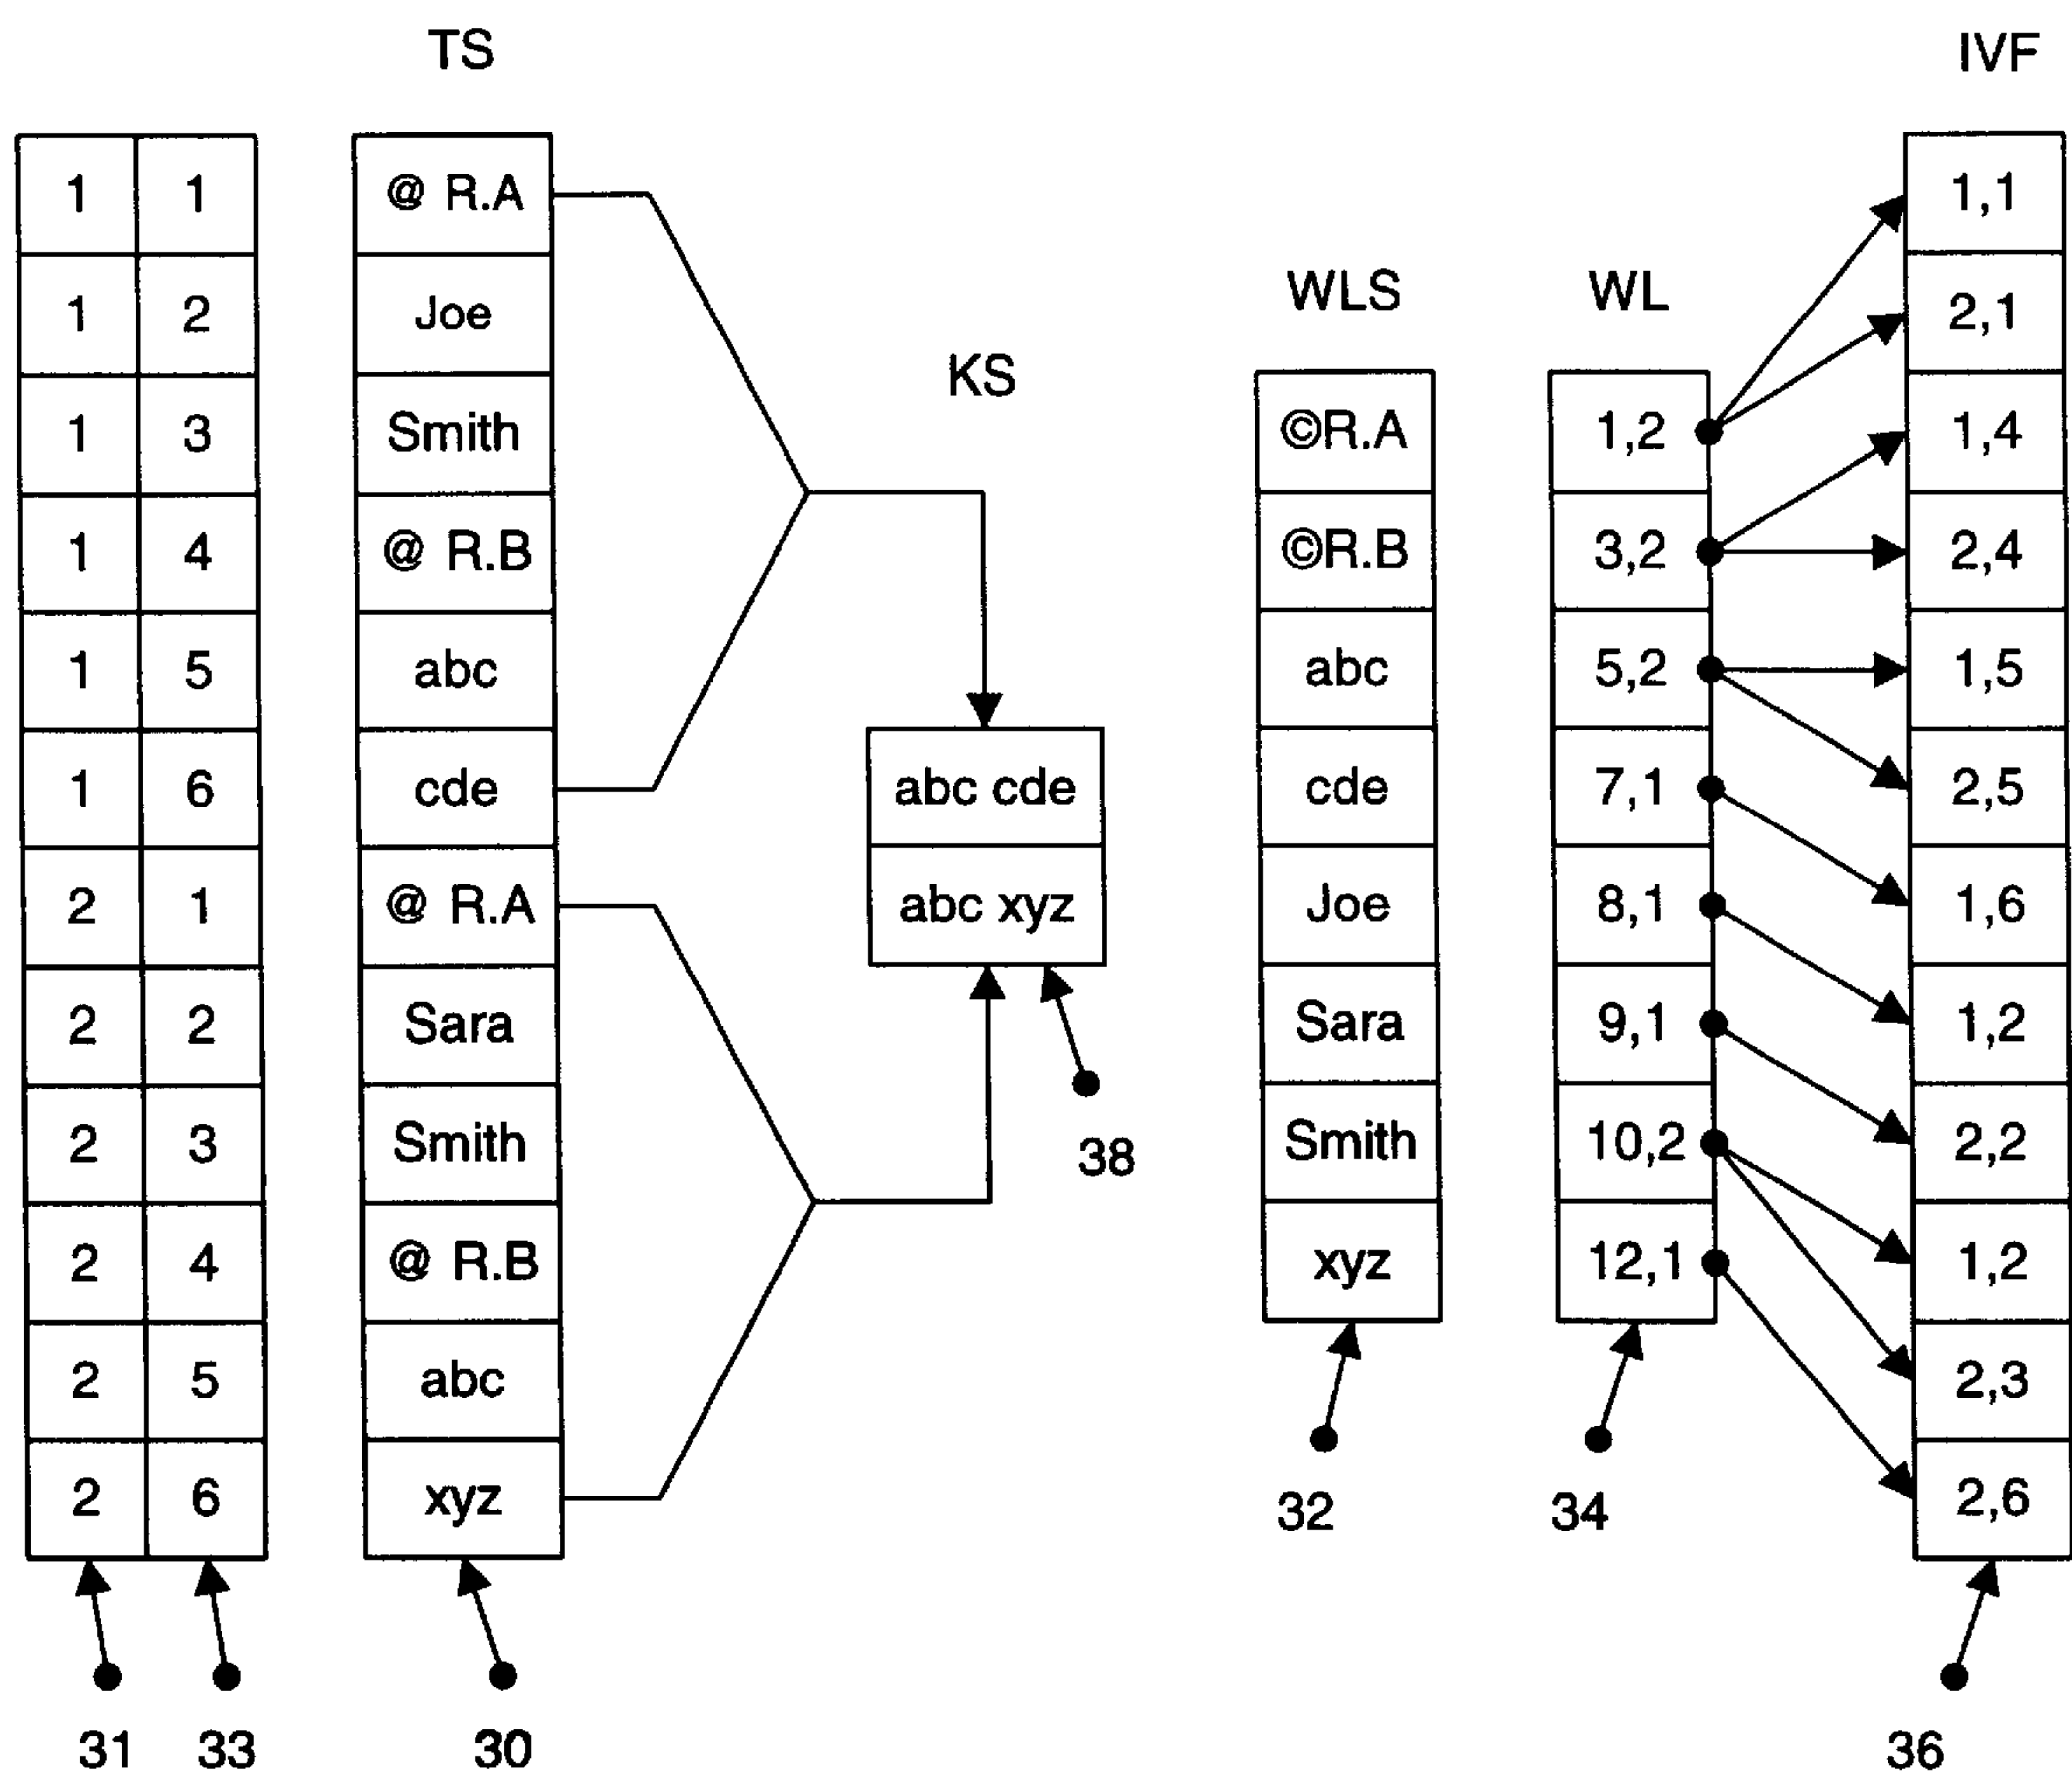 TS
IVF
1 1 @ R.A 1,1
1 2 Joe WLS WL 2,1
KS
1 3 Smith ©R.A 1,2 1,4
1 4 @ R.B ©R.B 3,2 2,4
1 5 abc abc 5,2 1,5
1 6 cde abc cde cde 7,1 2,5
2 1 @ R.A abc xyz Joe 8,1 1,6
2 2 Sara Sara 9,1 1,2
2 3 Smith 38 Smith 10,2 2,2
2 4 @ R.B xyz 12,1 1,2
2 5 abc 2,3
2 6 xyz 32 34 2,6
31 33 30 36